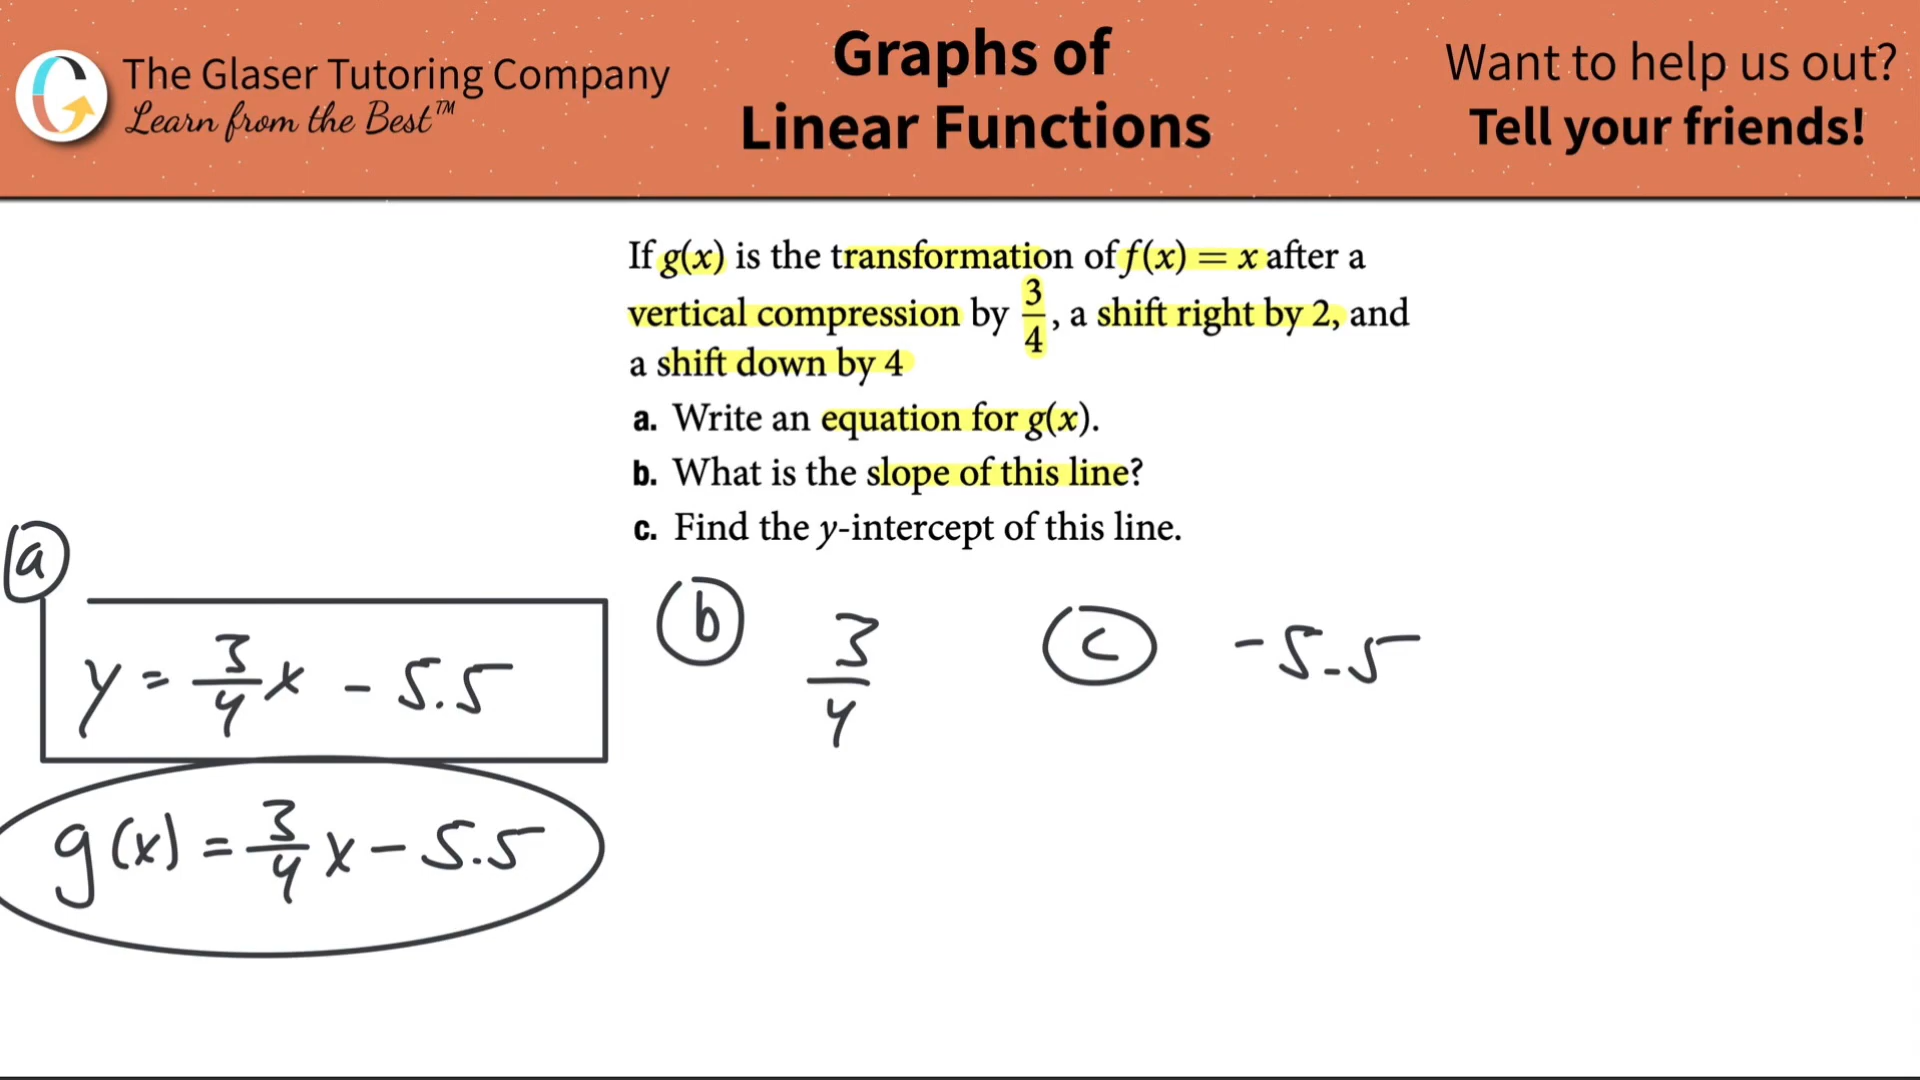 The Glaser Tutoring Company
Learn from the Best™
Graphs of
Linear Functions
Want to help us out?
Tell your friends!
If g(x) is the transformation of f(x) = x after a
vertical compression by 3/4, a shift right by 2, and
a shift down by 4
a. Write an equation for g(x).
b. What is the slope of this line?
c. Find the y-intercept of this line.
a
y = 3/4 x - 5.5
g(x) = 3/4 x - 5.5
b 3/4
c -5.5